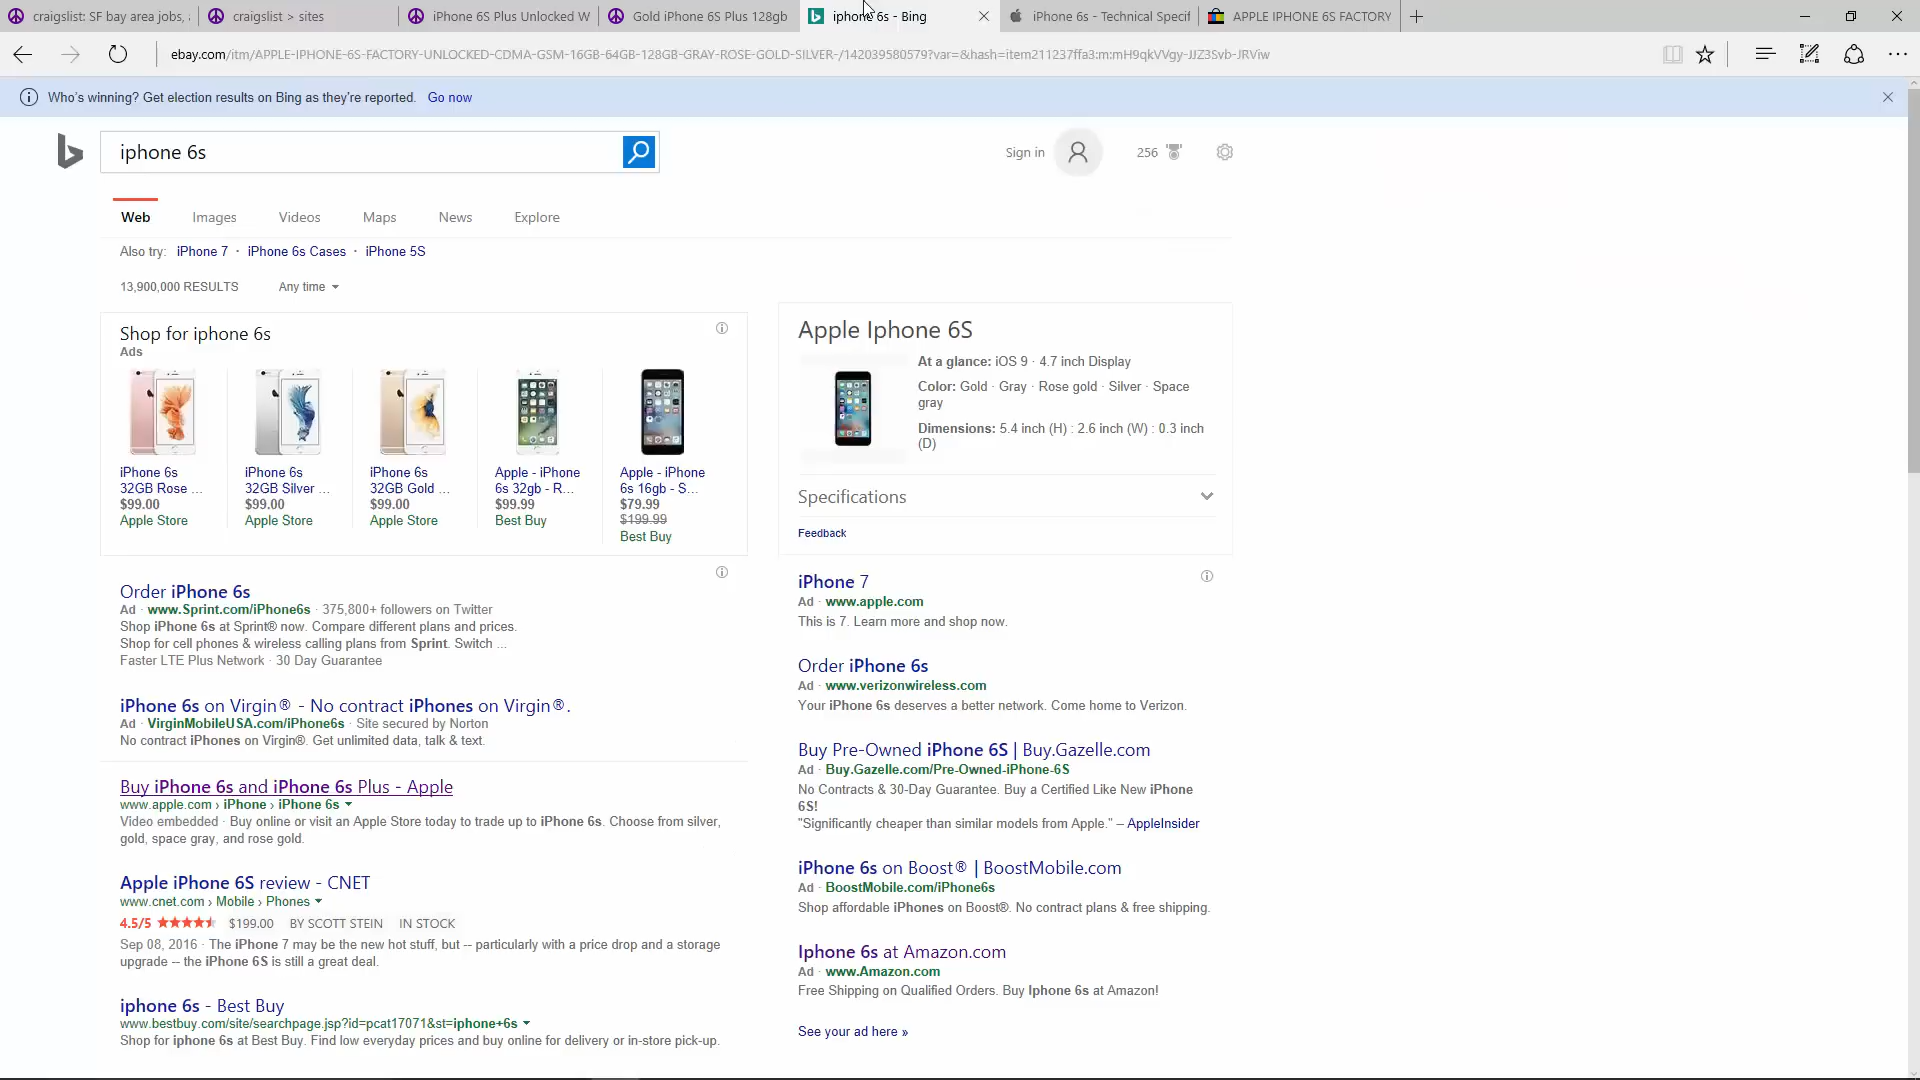 craigslist: SF bay area jobs, a
craigslist > sites
iPhone 6S Plus Unlocked W
Gold iPhone 6S Plus 128gb
iphone 6s - Bing
iPhone 6s - Technical Specif
APPLE IPHONE 6S FACTORY
ebay.com/itm/APPLE-IPHONE-6S-FACTORY-UNLOCKED-CDMA-GSM-16GB-64GB-128GB-GRAY-ROSE-GOLD-SILVER-/142039580579?var=&hash=item211237ffa3:m:mH9qkVVgy-JJZ3Svb-JRViw
Who's winning? Get election results on Bing as they're reported. Go now
iphone 6s
Sign in
256
Web Images Videos Maps News Explore
Also try: iPhone 7 · iPhone 6s Cases · iPhone 5S
13,900,000 RESULTS Any time
Shop for iphone 6s
Ads
iPhone 6s
32GB Rose ...
$99.00
Apple Store
iPhone 6s
32GB Silver ...
$99.00
Apple Store
iPhone 6s
32GB Gold ...
$99.00
Apple Store
Apple - iPhone
6s 32gb - R...
$99.99
Best Buy
Apple - iPhone
6s 16gb - S...
$79.99
$199.99
Best Buy
Order iPhone 6s
Ad · www.Sprint.com/iPhone6s · 375,800+ followers on Twitter
Shop iPhone 6s at Sprint® now. Compare different plans and prices.
Shop for cell phones & wireless calling plans from Sprint. Switch ...
Faster LTE Plus Network · 30 Day Guarantee
iPhone 6s on Virgin® - No contract iPhones on Virgin®.
Ad · VirginMobileUSA.com/iPhone6s · Site secured by Norton
No contract iPhones on Virgin®. Get unlimited data, talk & text.
Buy iPhone 6s and iPhone 6s Plus - Apple
www.apple.com › iPhone › iPhone 6s
Video embedded · Buy online or visit an Apple Store today to trade up to iPhone 6s. Choose from silver,
gold, space gray, and rose gold.
Apple iPhone 6S review - CNET
www.cnet.com › Mobile › Phones
4.5/5 $199.00 BY SCOTT STEIN IN STOCK
Sep 08, 2016 · The iPhone 7 may be the new hot stuff, but -- particularly with a price drop and a storage
upgrade -- the iPhone 6S is still a great deal.
iphone 6s - Best Buy
www.bestbuy.com/site/searchpage.jsp?id=pcat17071&st=iphone+6s
Shop for iphone 6s at Best Buy. Find low everyday prices and buy online for delivery or in-store pick-up.
Apple Iphone 6S
At a glance: iOS 9 · 4.7 inch Display
Color: Gold · Gray · Rose gold · Silver · Space
gray
Dimensions: 5.4 inch (H) : 2.6 inch (W) : 0.3 inch
(D)
Specifications
Feedback
iPhone 7
Ad · www.apple.com
This is 7. Learn more and shop now.
Order iPhone 6s
Ad · www.verizonwireless.com
Your iPhone 6s deserves a better network. Come home to Verizon.
Buy Pre-Owned iPhone 6S | Buy.Gazelle.com
Ad · Buy.Gazelle.com/Pre-Owned-iPhone-6S
No Contracts & 30-Day Guarantee. Buy a Certified Like New iPhone
6S!
"Significantly cheaper than similar models from Apple." – AppleInsider
iPhone 6s on Boost® | BoostMobile.com
Ad · BoostMobile.com/iPhone6s
Shop affordable iPhones on Boost®. No contract plans & free shipping.
Iphone 6s at Amazon.com
Ad · www.Amazon.com
Free Shipping on Qualified Orders. Buy Iphone 6s at Amazon!
See your ad here »